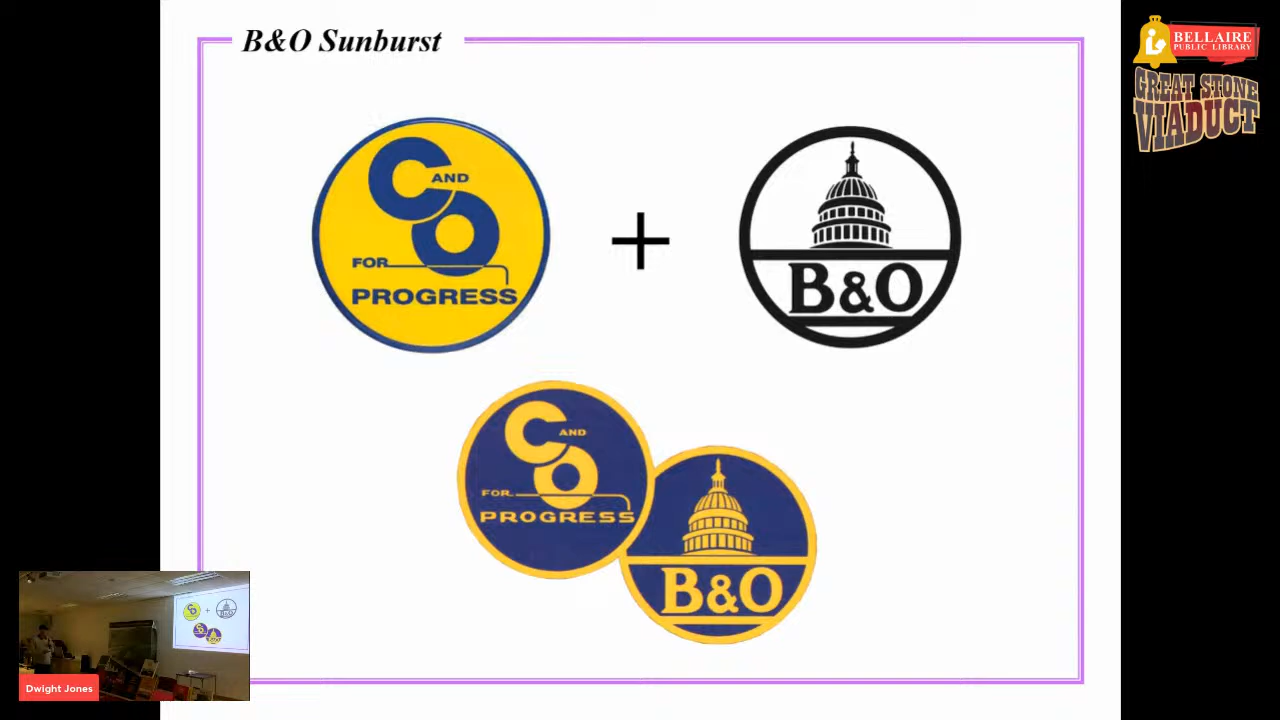 B&O Sunburst
BELLAIRE
PUBLIC LIBRARY
GREAT STONE
VIADUCT
C AND
O
FOR
PROGRESS
+
B&O
C AND
O
FOR
PROGRESS
B&O
Dwight Jones